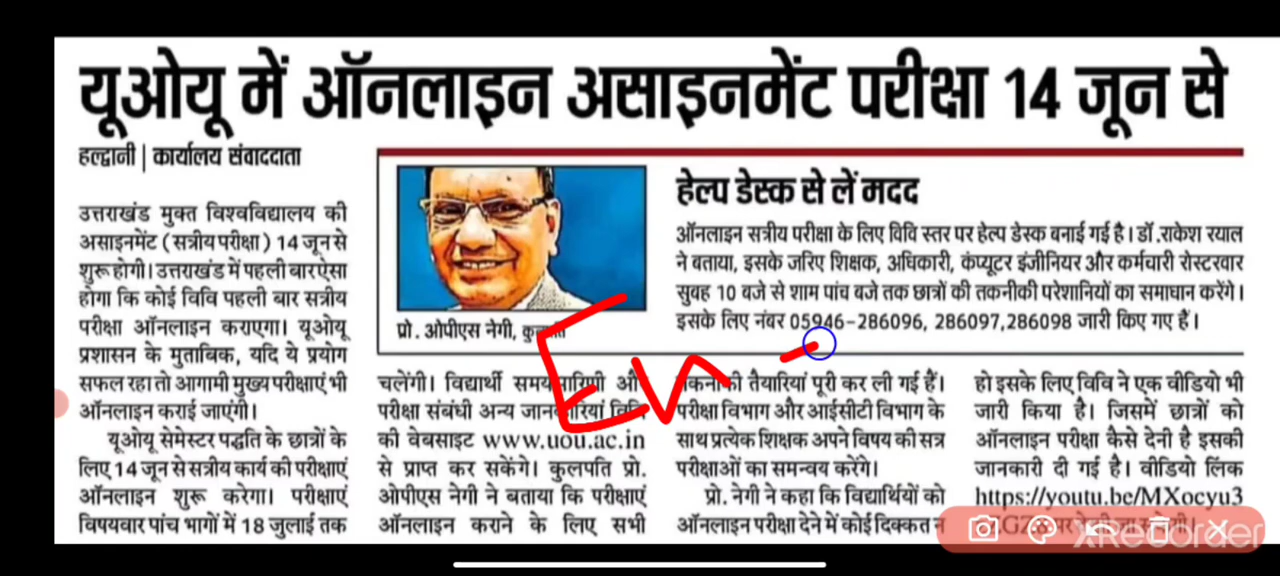 यूओयू में ऑनलाइन असाइनमेंट परीक्षा 14 जून से
हल्द्वानी | कार्यालय संवाददाता
उत्तराखंड मुक्त विश्वविद्यालय की
असाइनमेंट (सत्रीय परीक्षा) 14 जून से
शुरू होगी। उत्तराखंड में पहली बार ऐसा
होगा कि कोई विवि पहली बार सत्रीय
परीक्षा ऑनलाइन कराएगा। यूओयू
प्रशासन के मुताबिक, यदि ये प्रयोग
सफल रहा तो आगामी मुख्य परीक्षाएं भी
ऑनलाइन कराई जाएंगी।
यूओयू सेमेस्टर पद्धति के छात्रों के
लिए 14 जून से सत्रीय कार्य की परीक्षाएं
ऑनलाइन शुरू करेगा। परीक्षाएं
विषयवार पांच भागों में 18 जुलाई तक
प्रो. ओपीएस नेगी, कुलपति
हेल्प डेस्क से लें मदद
ऑनलाइन सत्रीय परीक्षा के लिए विवि स्तर पर हेल्प डेस्क बनाई गई है। डॉ.राकेश रयाल
ने बताया, इसके जरिए शिक्षक, अधिकारी, कंप्यूटर इंजीनियर और कर्मचारी रोस्टरवार
सुबह 10 बजे से शाम पांच बजे तक छात्रों की तकनीकी परेशानियों का समाधान करेंगे।
इसके लिए नंबर 05946-286096, 286097,286098 जारी किए गए हैं।
चलेंगी। विद्यार्थी समय सारिणी और
परीक्षा संबंधी अन्य जानकारियां विवि
की वेबसाइट www.uou.ac.in
से प्राप्त कर सकेंगे। कुलपति प्रो.
ओपीएस नेगी ने बताया कि परीक्षाएं
ऑनलाइन कराने के लिए सभी
तकनीकी तैयारियां पूरी कर ली गई हैं।
परीक्षा विभाग और आईसीटी विभाग के
साथ प्रत्येक शिक्षक अपने विषय की सत्र
परीक्षाओं का समन्वय करेंगे।
प्रो. नेगी ने कहा कि विद्यार्थियों को
ऑनलाइन परीक्षा देने में कोई दिक्कत न
हो इसके लिए विवि ने एक वीडियो भी
जारी किया है। जिसमें छात्रों को
ऑनलाइन परीक्षा कैसे देनी है इसकी
जानकारी दी गई है। वीडियो लिंक
https://youtu.be/MXocyu3
XRecorder